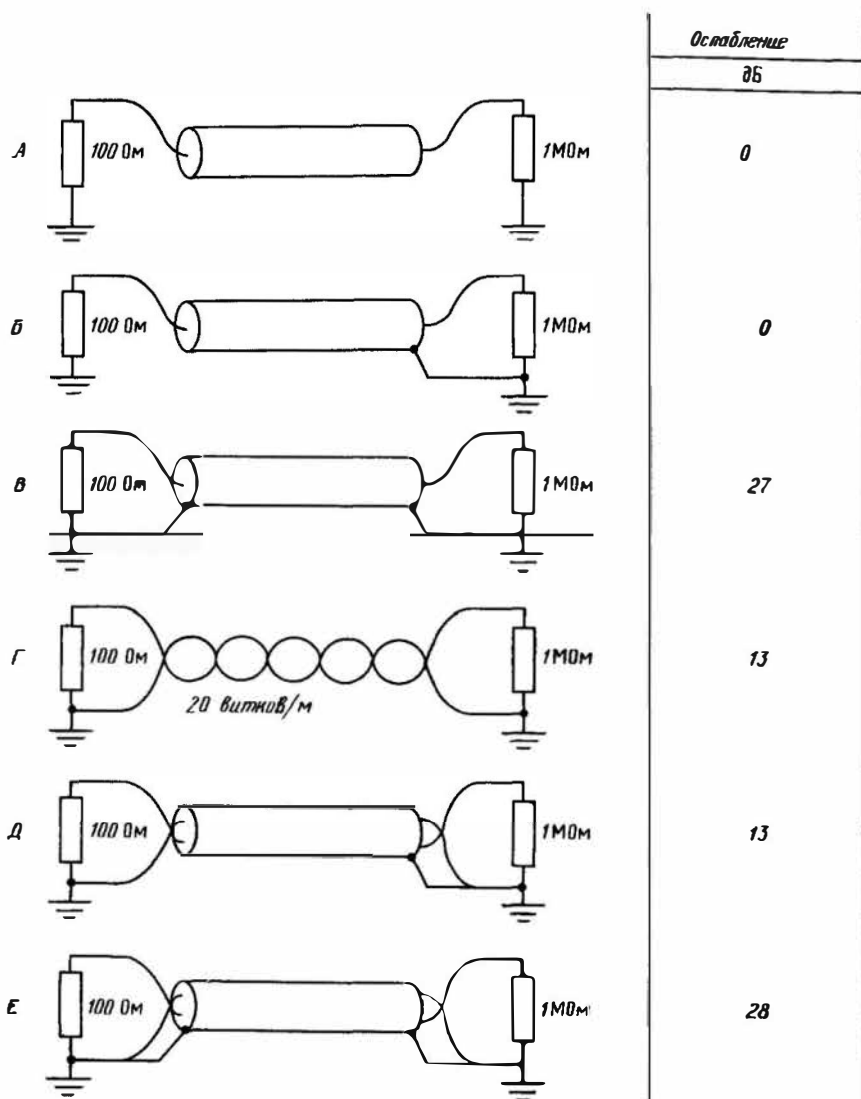 Ослабление
дБ
А 100 Ом 1МОм 0
Б 100 Ом 1МОм 0
В 100 Ом 1МОм 27
Г 100 Ом 1МОм 13
20 витков/м
Д 100 Ом 1МОм 13
Е 100 Ом 1МОм 28